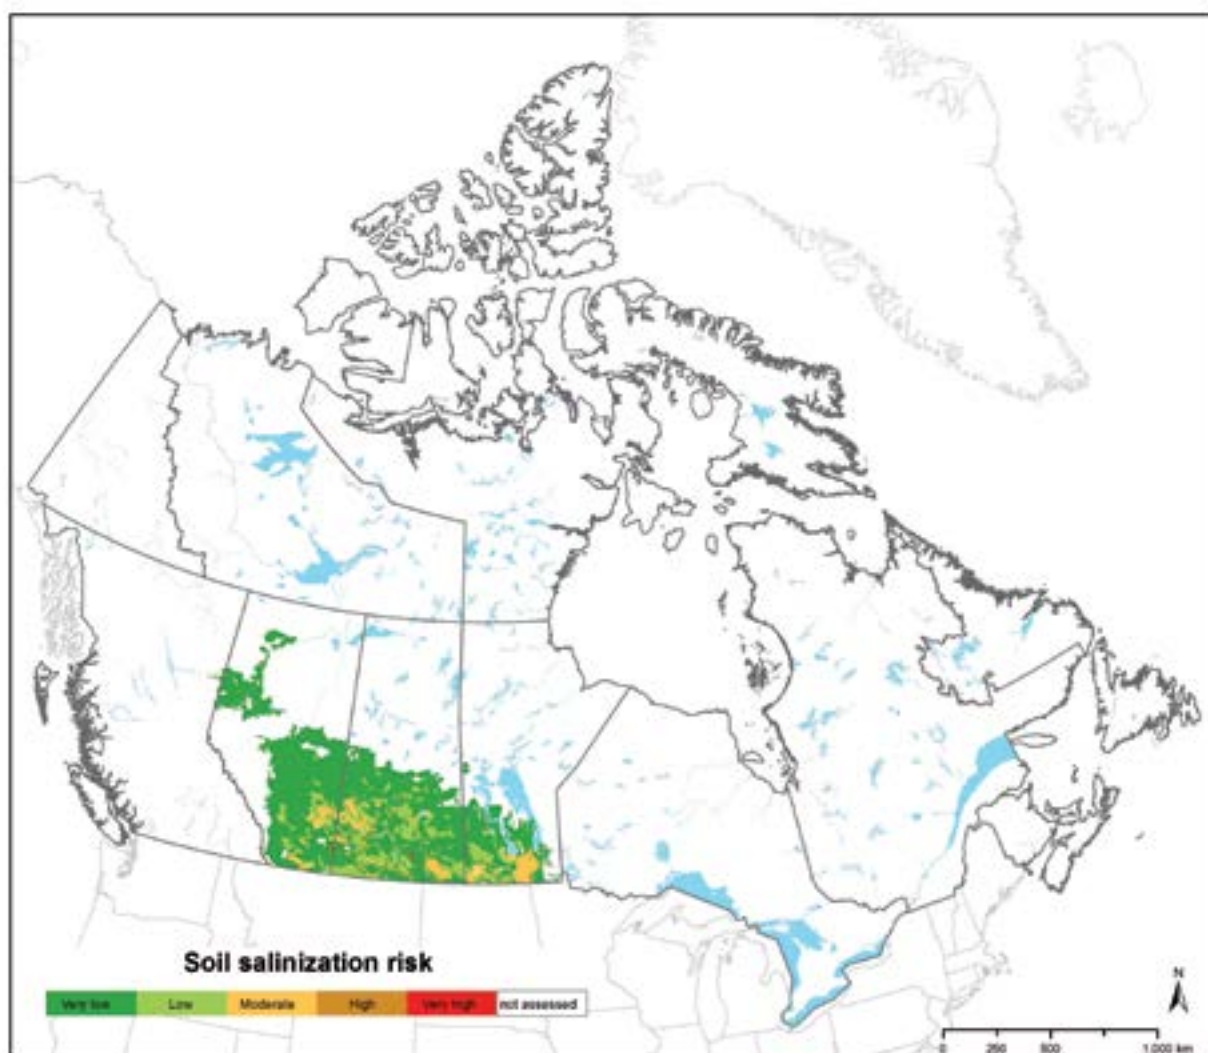 N
Soil salinization risk
Very low Low Moderate High Very high not assessed
0 250 500 1,000 km